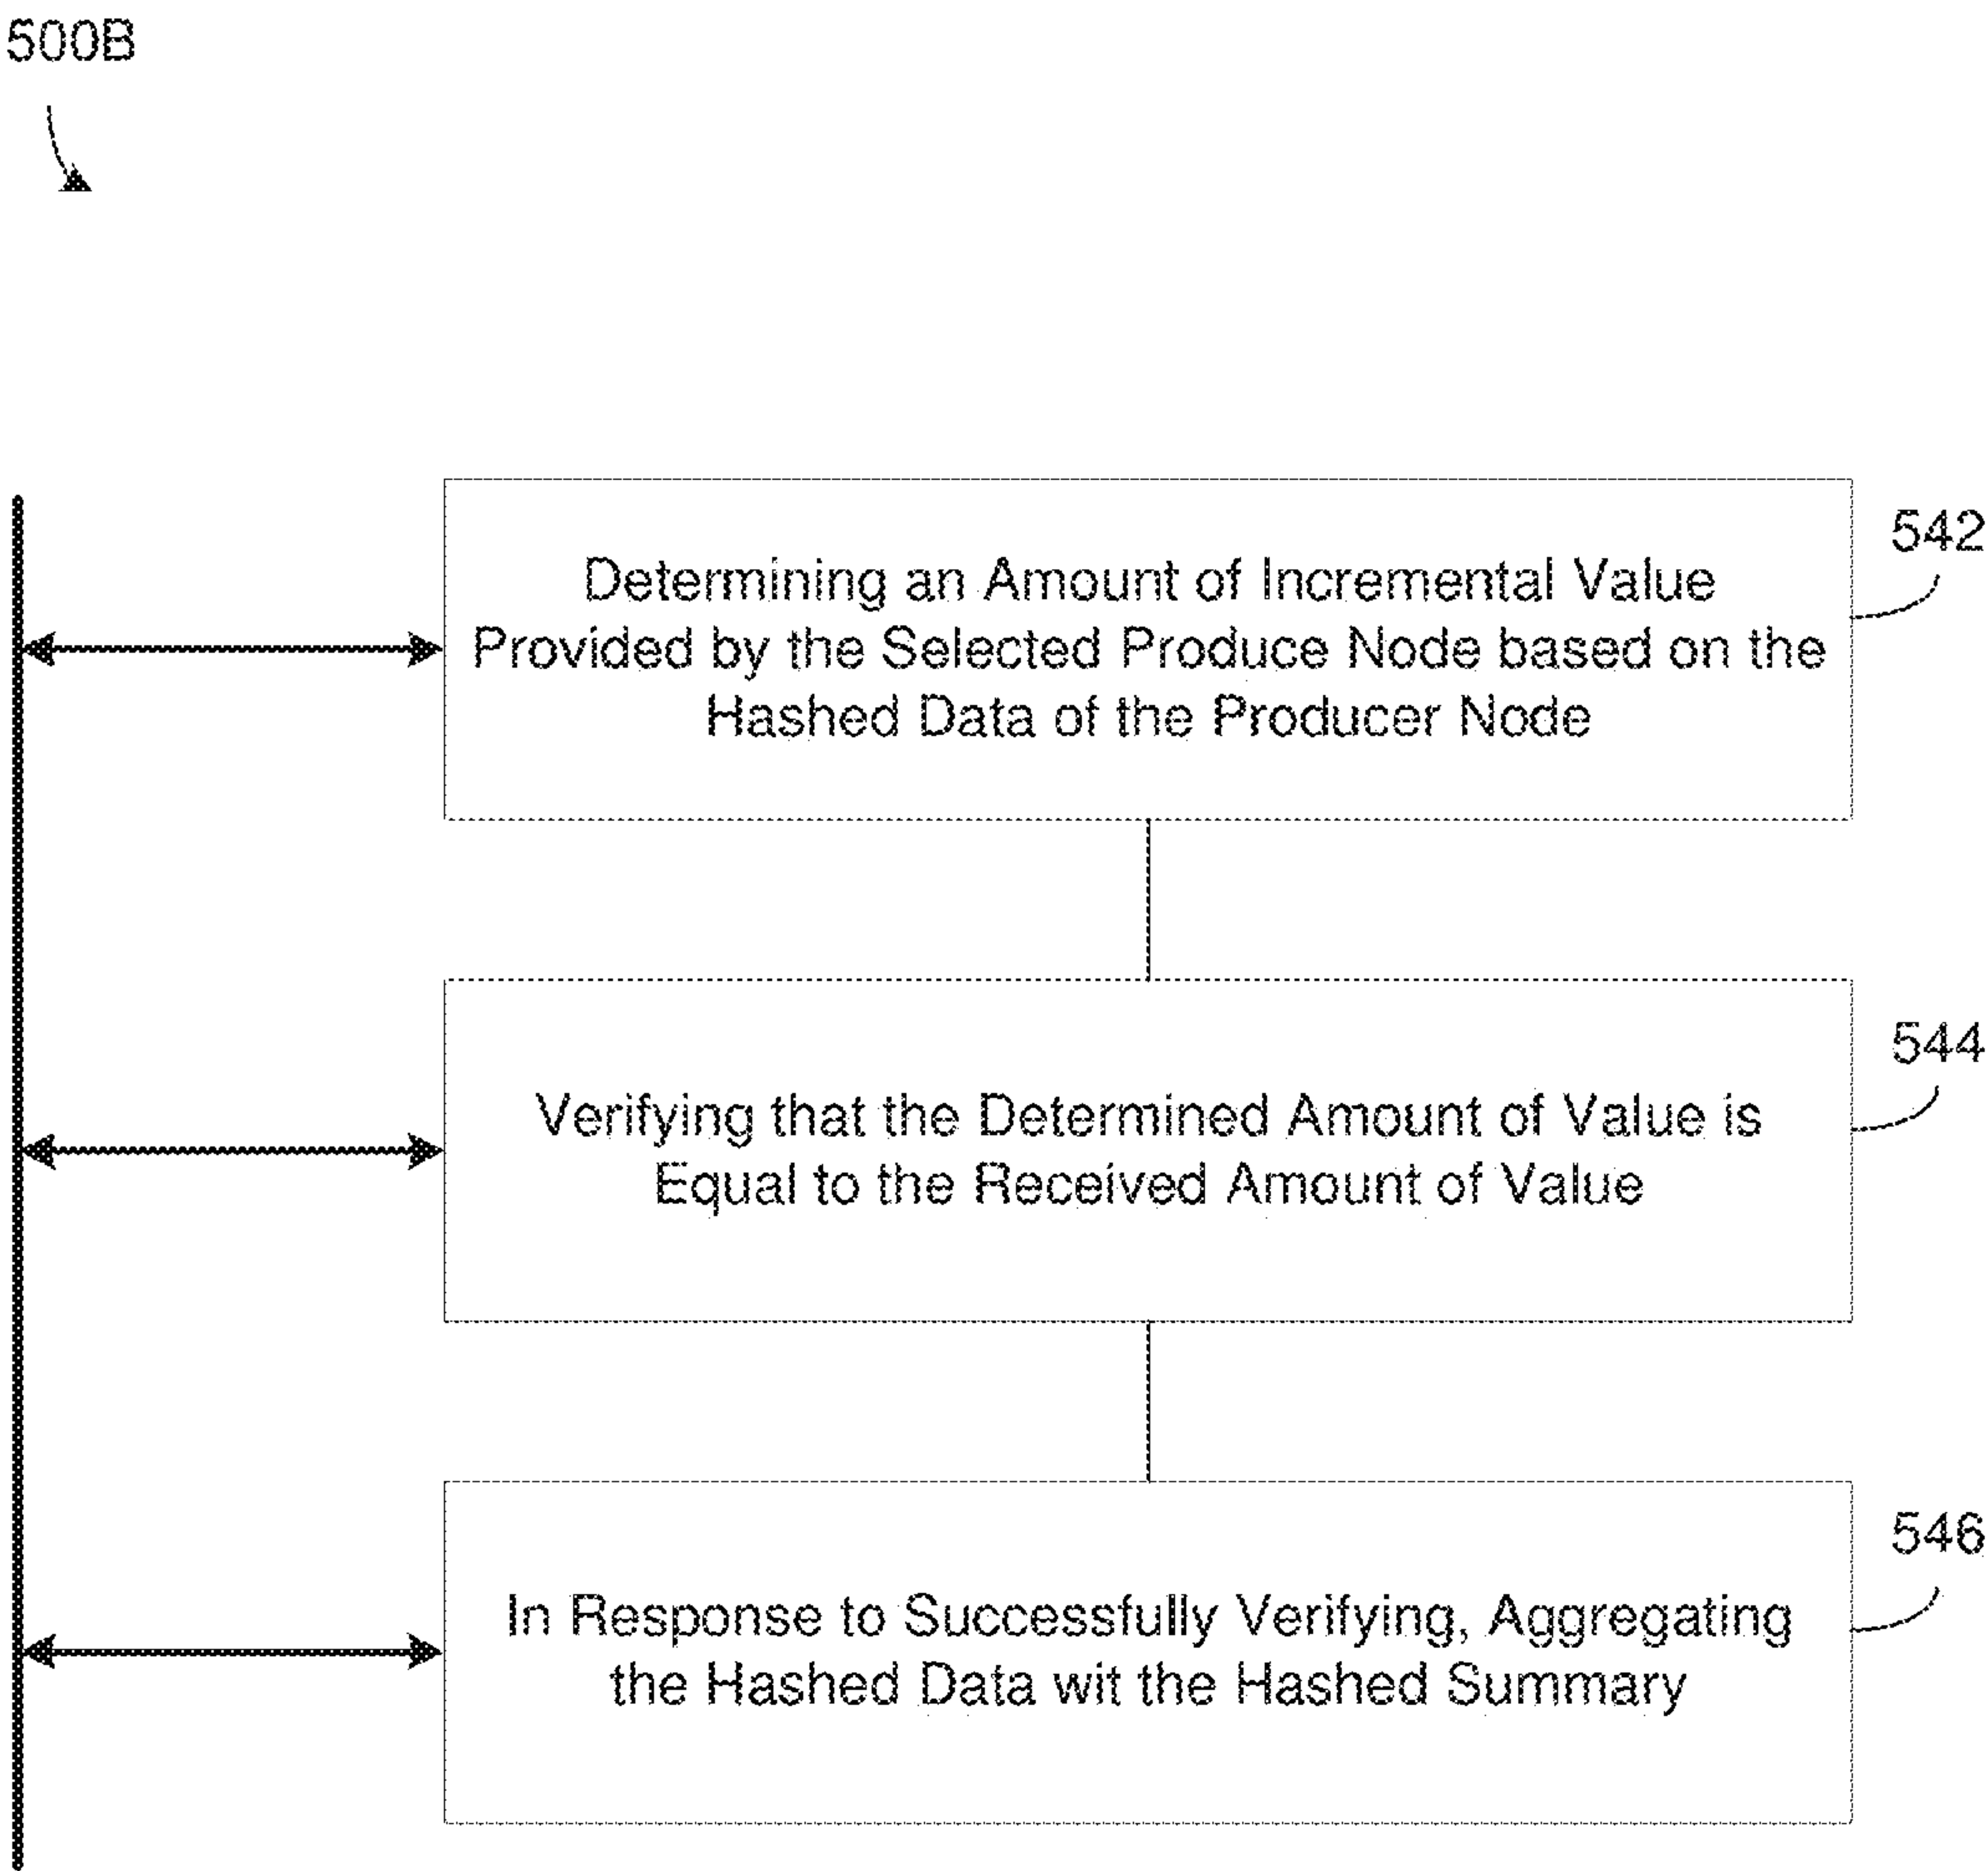 500B
542
Determining an Amount of Incremental Value
Provided by the Selected Produce Node based on the
Hashed Data of the Producer Node
544
Verifying that the Determined Amount of Value is
Equal to the Received Amount of Value
546
In Response to Successfully Verifying, Aggregating
the Hashed Data wit the Hashed Summary